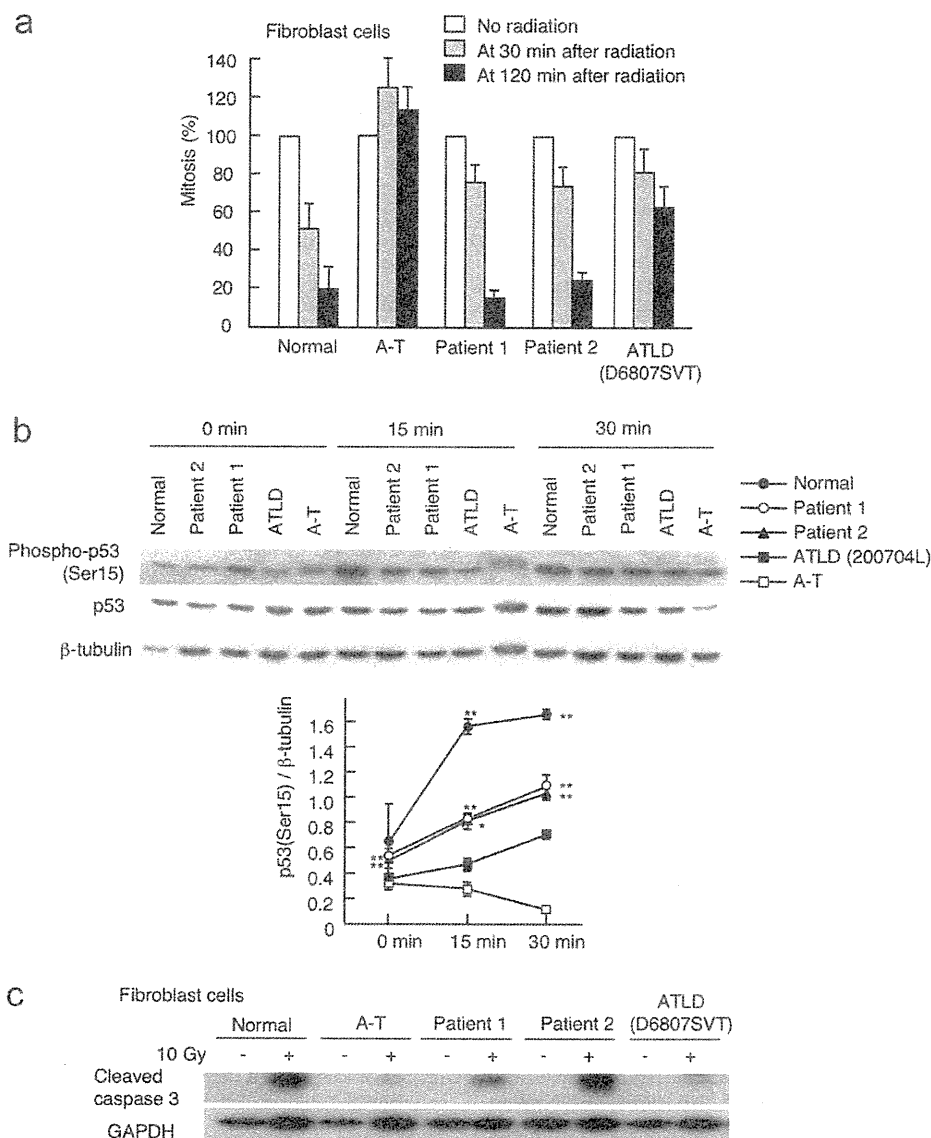 a
Fibroblast cells
No radiation
At 30 min after radiation
At 120 min after radiation
Mitosis (%)
140
120
100
80
60
40
20
0
Normal A-T Patient 1 Patient 2 ATLD
(D6807SVT)
b
0 min 15 min 30 min
Normal Patient 2 Patient 1 ATLD A-T Normal Patient 2 Patient 1 ATLD A-T Normal Patient 2 Patient 1 ATLD A-T
Normal
Patient 1
Patient 2
ATLD (200704L)
A-T
Phospho-p53
(Ser15)
p53
β-tubulin
p53(Ser15) / β-tubulin
1.6
1.2
1.0
0.8
0.6
0.4
0.2
0
** **
** ** **
* **
**
0 min 15 min 30 min
c
Fibroblast cells
Normal A-T Patient 1 Patient 2 ATLD
(D6807SVT)
10 Gy - + - + - + - + - +
Cleaved
caspase 3
GAPDH